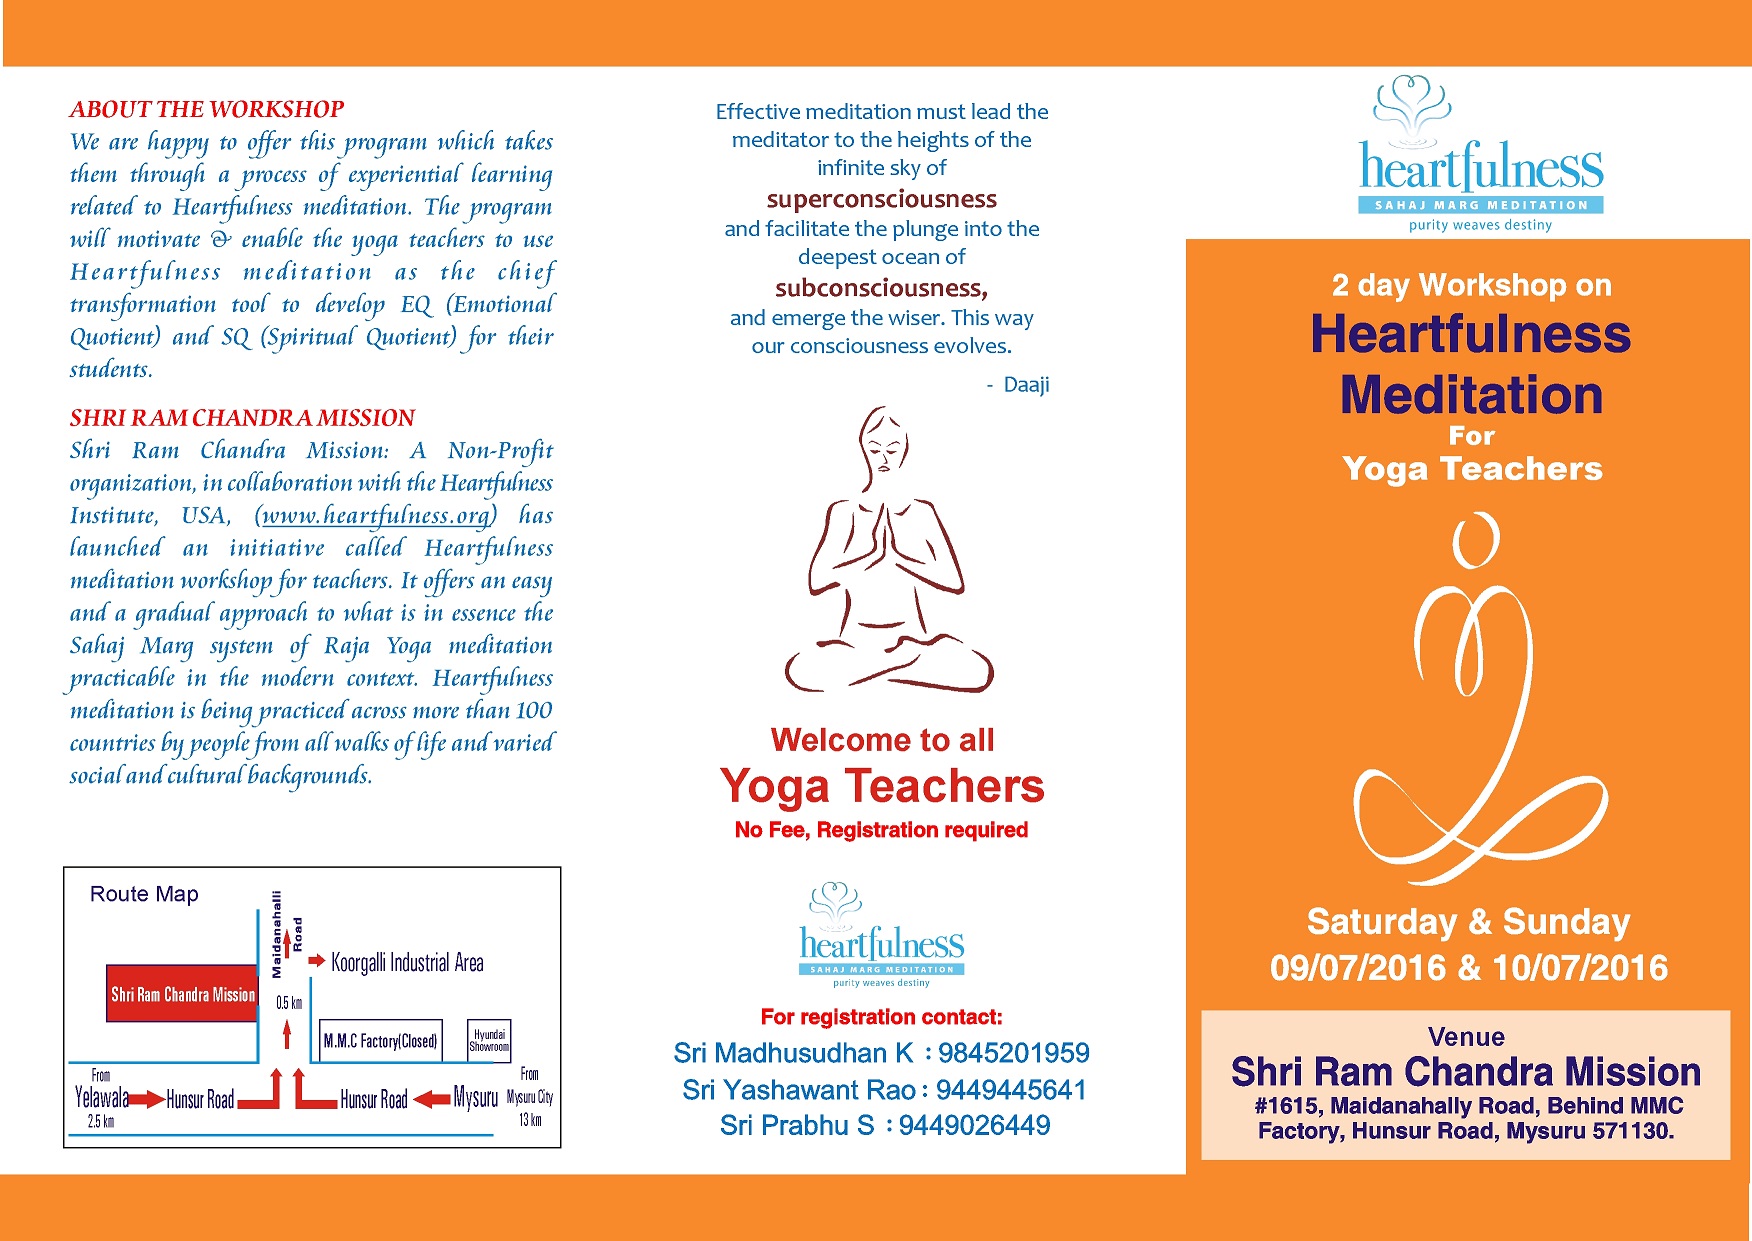 ABOUT THE WORKSHOP
We are happy to offer this program which takes
them through a process of experiential learning
related to Heartfulness meditation. The program
will motivate & enable the yoga teachers to use
Heartfulness meditation as the chief
transformation tool to develop EQ (Emotional
Quotient) and SQ (Spiritual Quotient) for their
students.
SHRI RAM CHANDRA MISSION
Shri Ram Chandra Mission: A Non-Profit
organization, in collaboration with the Heartfulness
Institute, USA, (www.heartfulness.org) has
launched an initiative called Heartfulness
meditation workshop for teachers. It offers an easy
and a gradual approach to what is in essence the
Sahaj Marg system of Raja Yoga meditation
practicable in the modern context. Heartfulness
meditation is being practiced across more than 100
countries by people from all walks of life and varied
social and cultural backgrounds.
Route Map
Maidanahalli
Road
Koorgalli Industrial Area
Shri Ram Chandra Mission
0.5 km
M.M.C Factory(Closed)
Hyundai
Showroom
From
Yelawala
2.5 km
Hunsur Road
Hunsur Road
Mysuru
From
Mysuru City
13 km
Effective meditation must lead the
meditator to the heights of the
infinite sky of
superconsciousness
and facilitate the plunge into the
deepest ocean of
subconsciousness,
and emerge the wiser. This way
our consciousness evolves.
- Daaji
Welcome to all
Yoga Teachers
No Fee, Registration required
heartfulness
SAHAJ MARG MEDITATION
purity weaves destiny
For registration contact:
Sri Madhusudhan K : 9845201959
Sri Yashawant Rao : 9449445641
Sri Prabhu S : 9449026449
heartfulness
SAHAJ MARG MEDITATION
purity weaves destiny
2 day Workshop on
Heartfulness
Meditation
For
Yoga Teachers
Saturday & Sunday
09/07/2016 & 10/07/2016
Venue
Shri Ram Chandra Mission
#1615, Maidanahally Road, Behind MMC
Factory, Hunsur Road, Mysuru 571130.